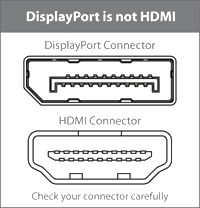 DisplayPort is not HDMI
DisplayPort Connector
HDMI Connector
Check your connector carefully